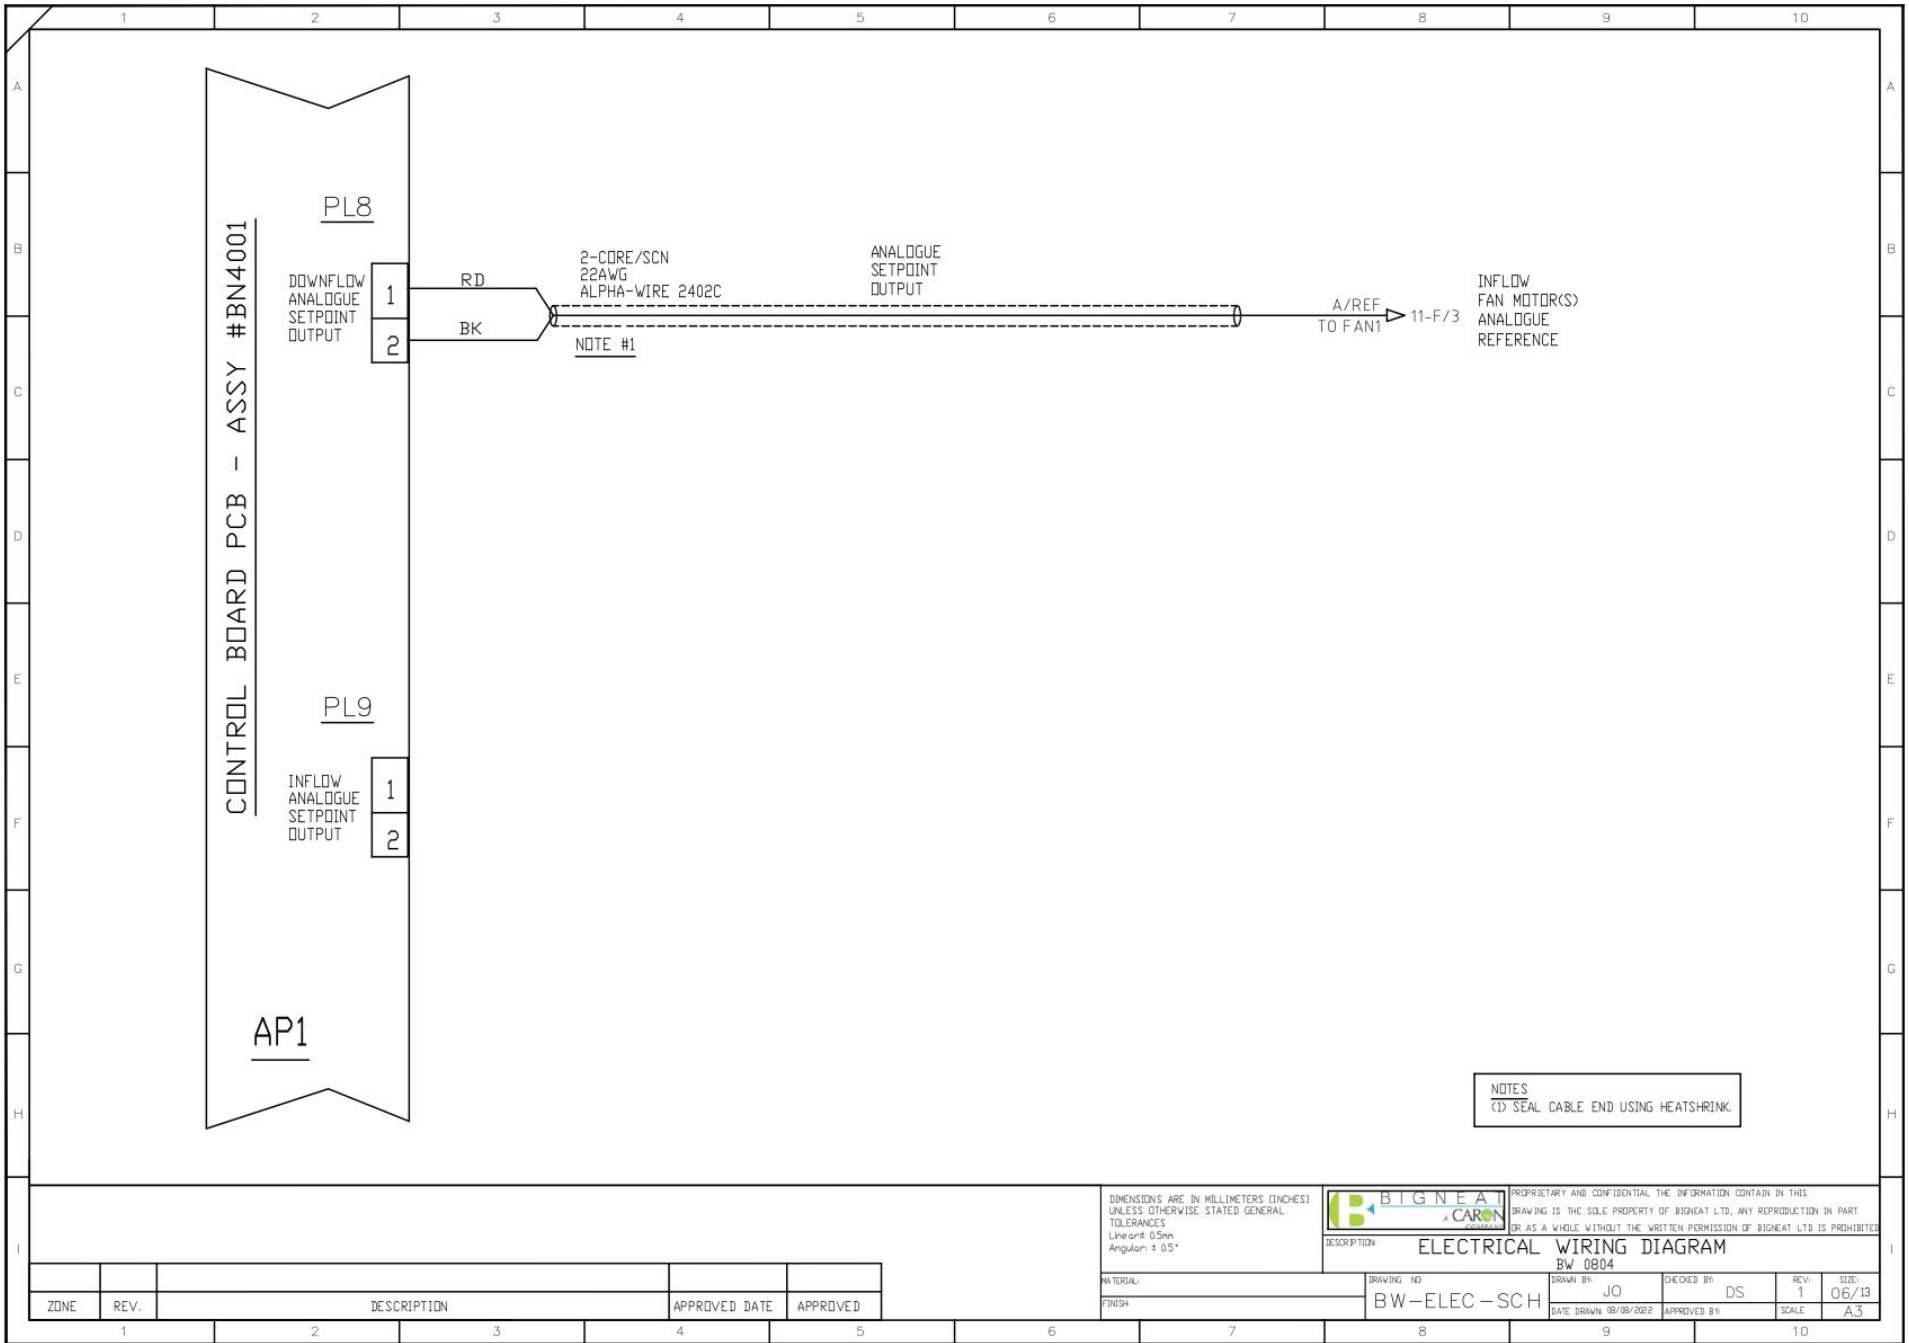 1 2 3 4 5 6 7 8 9 10
A A
B B
C C
D D
E E
F F
G G
H H
I I
CONTROL BOARD PCB - ASSY #BN4001
PL8
DOWNFLOW
ANALOGUE
SETPOINT
OUTPUT
1
2
RD
BK
2-CORE/SCN
22AWG
ALPHA-WIRE 2402C
NOTE #1
ANALOGUE
SETPOINT
OUTPUT
A/REF
TO FAN1
11-F/3
INFLOW
FAN MOTOR(S)
ANALOGUE
REFERENCE
PL9
INFLOW
ANALOGUE
SETPOINT
OUTPUT
1
2
AP1
NOTES
(1) SEAL CABLE END USING HEATSHRINK.
DIMENSIONS ARE IN MILLIMETERS [INCHES]
UNLESS OTHERWISE STATED GENERAL
TOLERANCES
Linear± 0.5mm
Angular: ± 0.5°
BIGNEAT
A CARON
COMPANY
PROPRIETARY AND CONFIDENTIAL THE INFORMATION CONTAIN IN THIS
DRAWING IS THE SOLE PROPERTY OF BIGNEAT LTD, ANY REPRODUCTION IN PART
OR AS A WHOLE WITHOUT THE WRITTEN PERMISSION OF BIGNEAT LTD IS PROHIBITED
DESCRIPTION:
ELECTRICAL WIRING DIAGRAM
BW 0804
MATERIAL:
FINISH:
DRAWING NO
BW-ELEC-SCH
DRAWN BY:
JO
CHECKED BY:
DS
REV:
1
SIZE:
06/13
DATE DRAWN: 08/08/2022
APPROVED BY:
SCALE
A3
ZONE REV. DESCRIPTION APPROVED DATE APPROVED
1 2 3 4 5 6 7 8 9 10